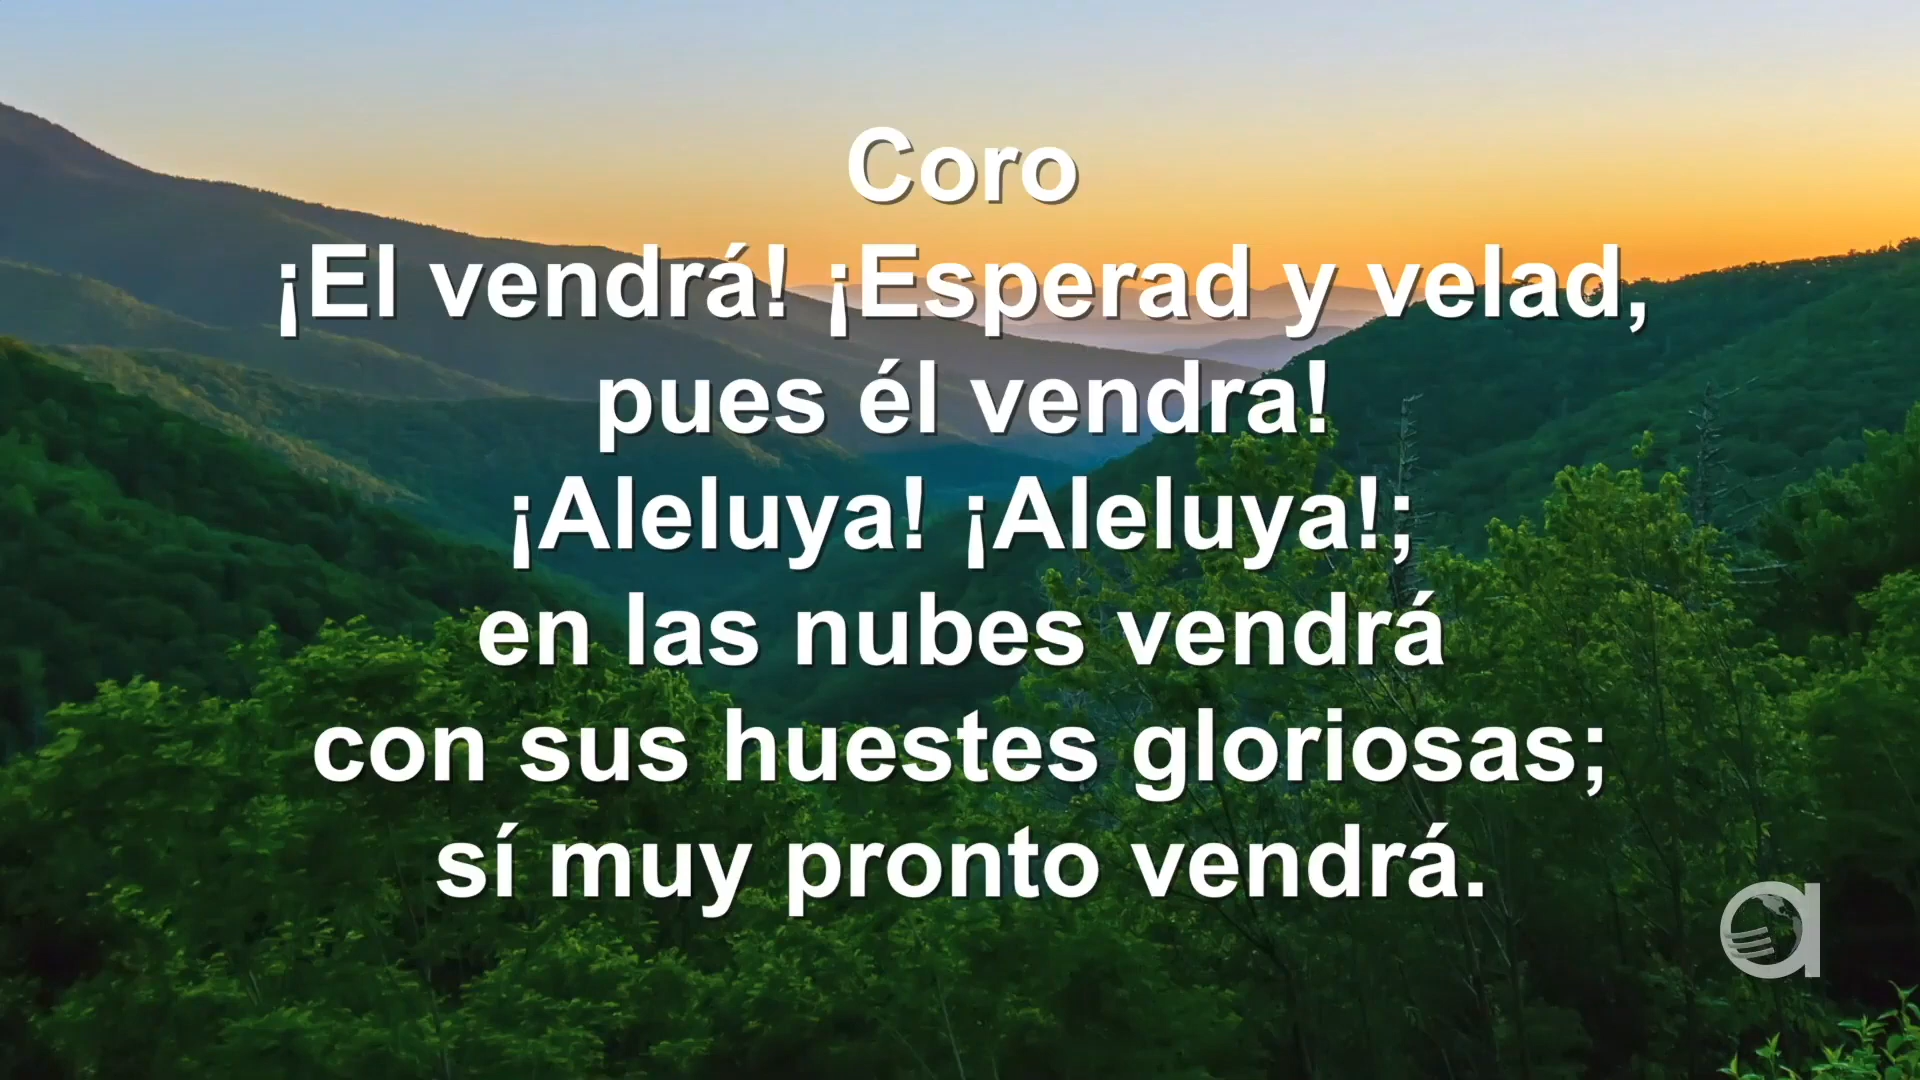 Coro
¡El vendrá! ¡Esperad y velad,
pues él vendra!
¡Aleluya! ¡Aleluya!;
en las nubes vendrá
con sus huestes gloriosas;
sí muy pronto vendrá.